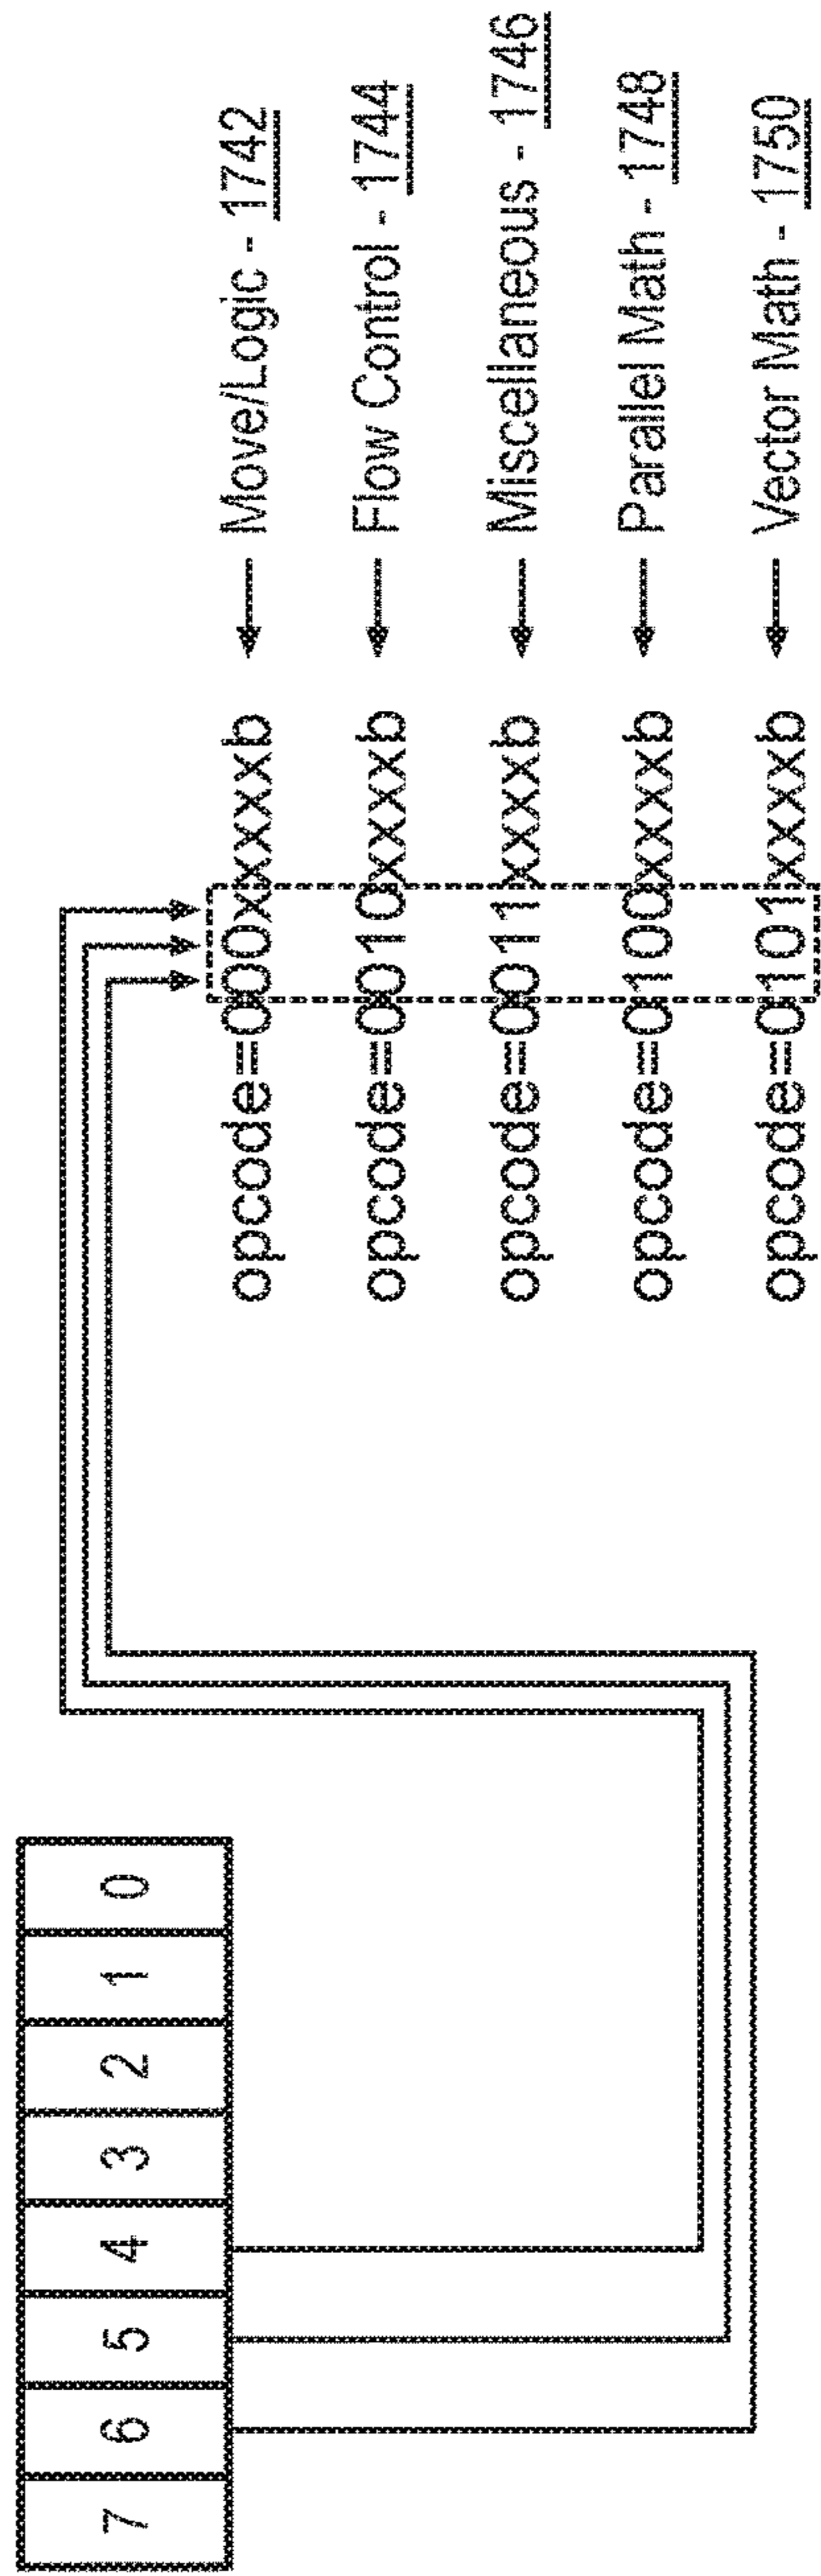 7 6 5 4 3 2 1 0
opcode=000xxxxxb ← Move/Logic - 1742
opcode=0010xxxxb ← Flow Control - 1744
opcode=0011xxxxb ← Miscellaneous - 1746
opcode=0100xxxxb ← Parallel Math - 1748
opcode=0101xxxxb ← Vector Math - 1750